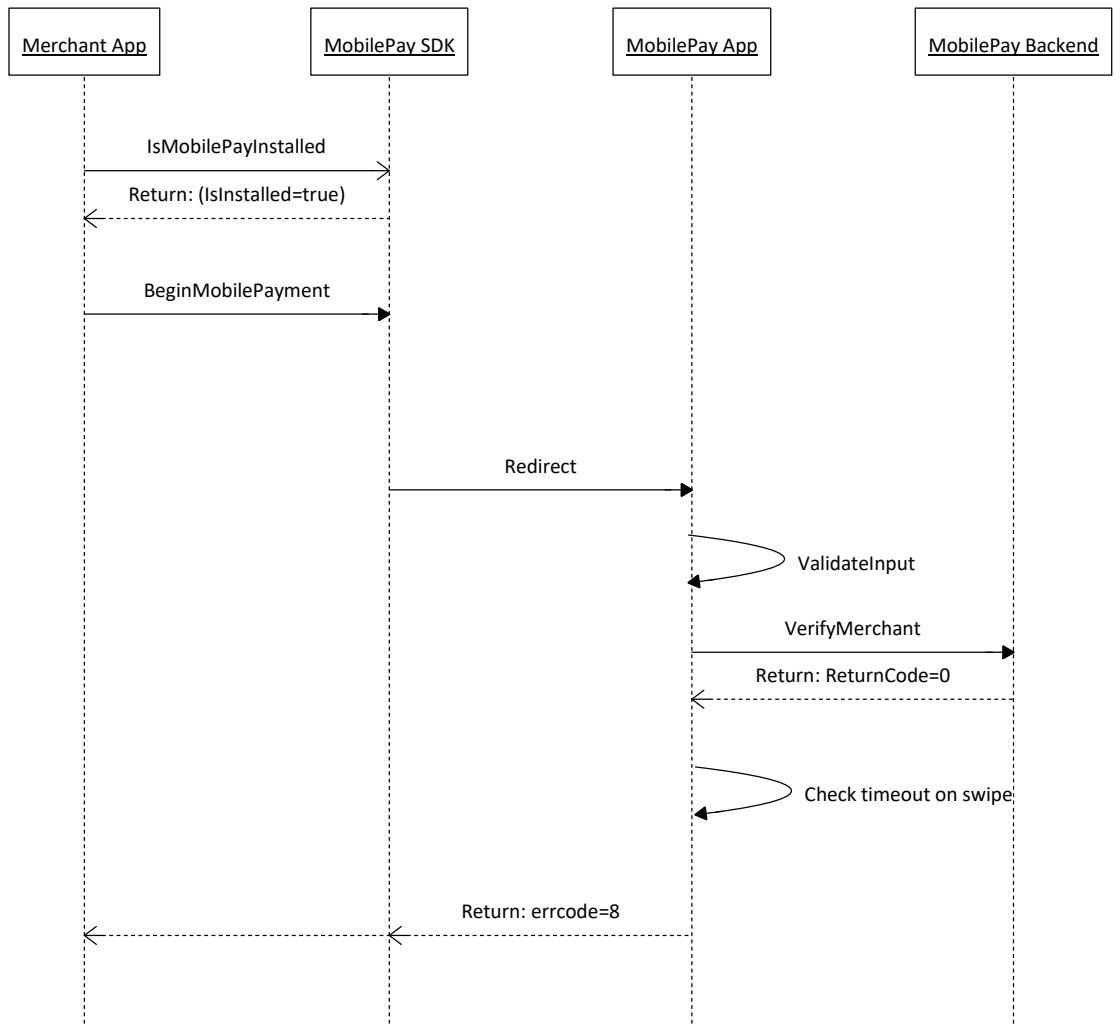 Merchant App
MobilePay SDK
MobilePay App
MobilePay Backend
IsMobilePayInstalled
Return: (IsInstalled=true)
BeginMobilePayment
Redirect
ValidateInput
VerifyMerchant
Return: ReturnCode=0
Check timeout on swipe
Return: errcode=8